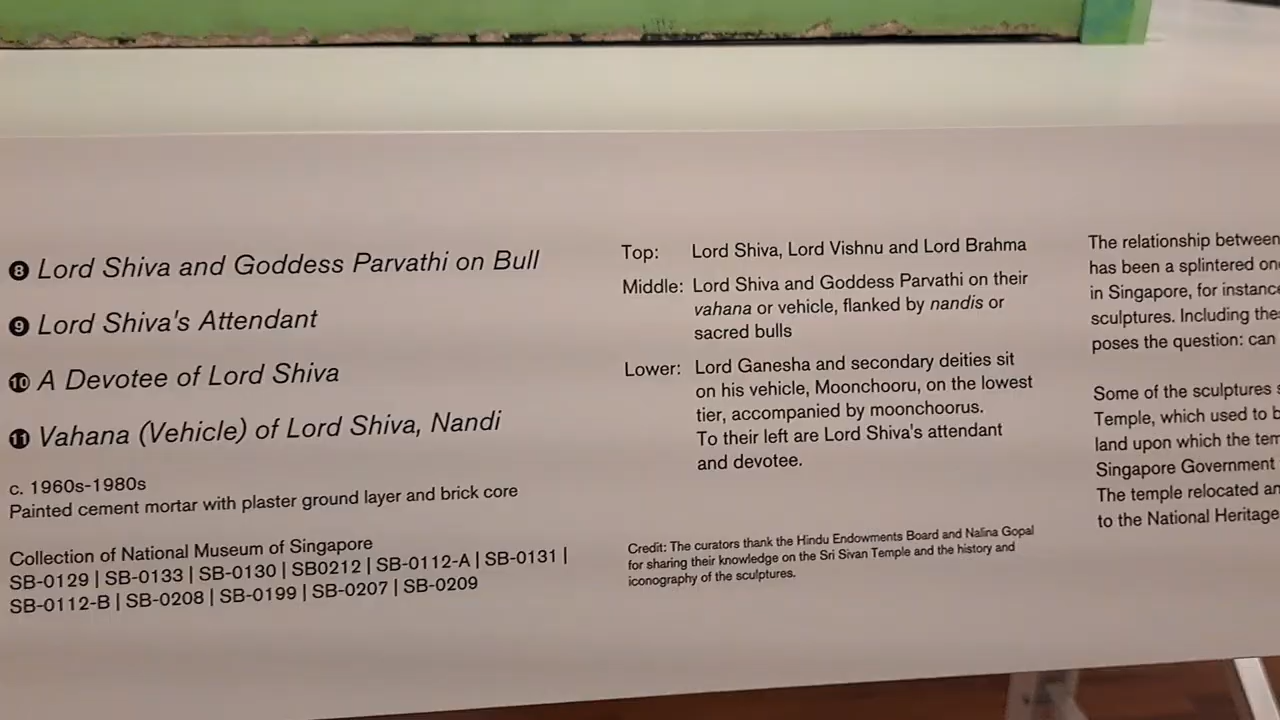 ❽ Lord Shiva and Goddess Parvathi on Bull
❾ Lord Shiva's Attendant
❿ A Devotee of Lord Shiva
⓫ Vahana (Vehicle) of Lord Shiva, Nandi
c. 1960s-1980s
Painted cement mortar with plaster ground layer and brick core
Collection of National Museum of Singapore
SB-0129 | SB-0133 | SB-0130 | SB0212 | SB-0112-A | SB-0131 |
SB-0112-B | SB-0208 | SB-0199 | SB-0207 | SB-0209
Top: Lord Shiva, Lord Vishnu and Lord Brahma
Middle: Lord Shiva and Goddess Parvathi on their
vahana or vehicle, flanked by nandis or
sacred bulls
Lower: Lord Ganesha and secondary deities sit
on his vehicle, Moonchooru, on the lowest
tier, accompanied by moonchoorus.
To their left are Lord Shiva's attendant
and devotee.
Credit: The curators thank the Hindu Endowments Board and Nalina Gopal
for sharing their knowledge on the Sri Sivan Temple and the history and
iconography of the sculptures.
The relationship between
has been a splintered
in Singapore, for
sculptures. Including
poses the question: can
Some of the sculptures
Temple, which used to
land upon which the
Singapore Government
The temple relocated
to the National Heritage